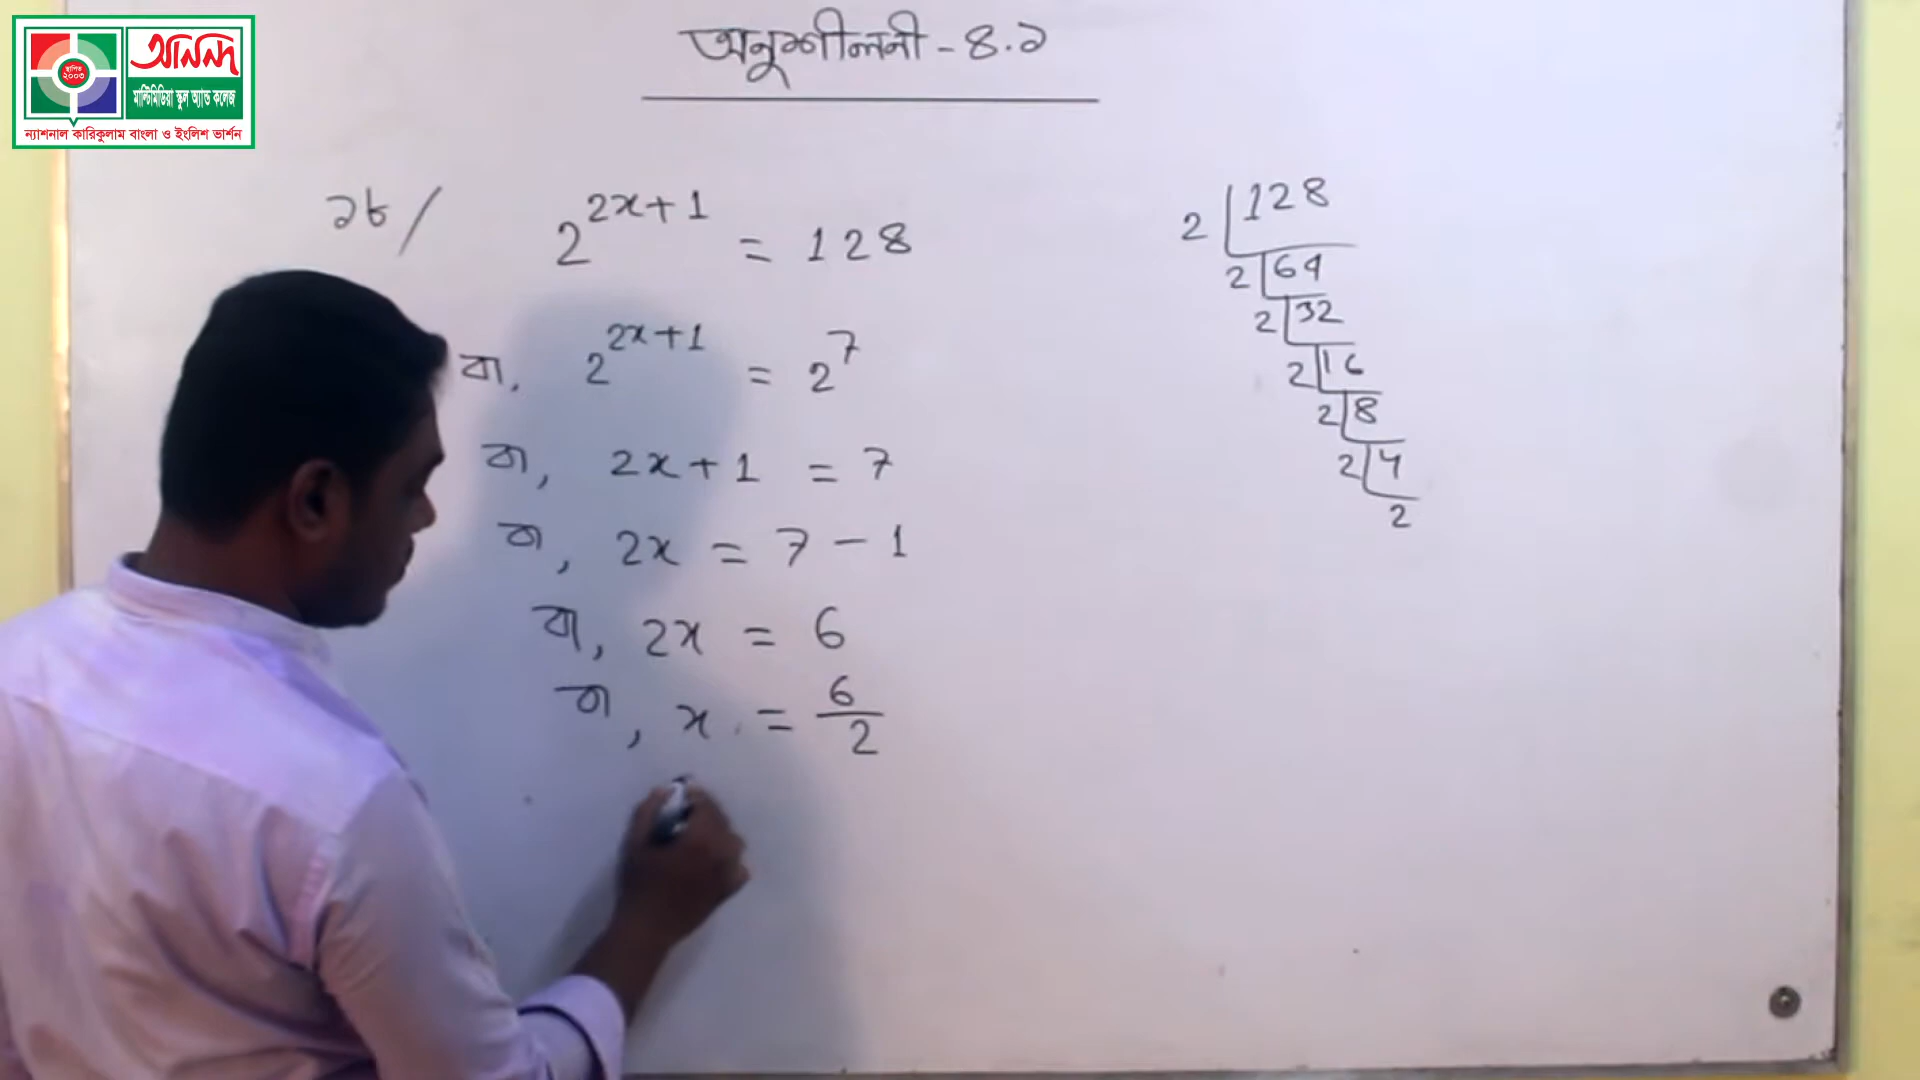 স্থাপিত
২০০৩
আনন্দ
মাল্টিমিডিয়া স্কুল অ্যান্ড কলেজ
ন্যাশনাল কারিকুলাম বাংলা ও ইংলিশ ভার্শন
অনুশীলনী - ৪.১
১৮/ 2^{2x+1} = 128
বা, 2^{2x+1} = 2^7
বা, 2x+1 = 7
বা, 2x = 7 - 1
বা, 2x = 6
বা, x = 6/2
2 | 128
2 | 64
2 | 32
2 | 16
2 | 8
2 | 4
2